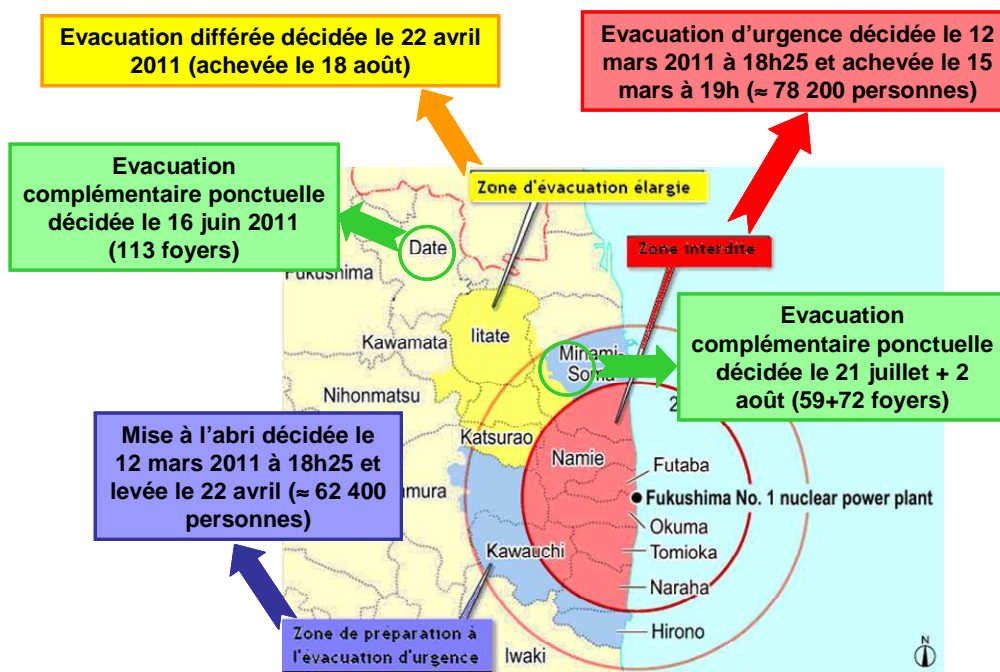 Evacuation différée décidée le 22 avril
2011 (achevée le 18 août)
Evacuation d’urgence décidée le 12
mars 2011 à 18h25 et achevée le 15
mars à 19h (≈ 78 200 personnes)
Evacuation
complémentaire ponctuelle
décidée le 16 juin 2011
(113 foyers)
Zone d'évacuation élargie
Date
Zone interdite
Fukushima
Evacuation
complémentaire ponctuelle
décidée le 21 juillet + 2
août (59+72 foyers)
Iitate
Kawamata
Minami-
Soma
Nihonmatsu
2
Katsurao
Mise à l’abri décidée le
12 mars 2011 à 18h25 et
levée le 22 avril (≈ 62 400
personnes)
Namie
Futaba
Fukushima No. 1 nuclear power plant
Okuma
Tomioka
Kawauchi
Naraha
Hirono
Zone de préparation à
l'évacuation d'urgence
Iwaki
N